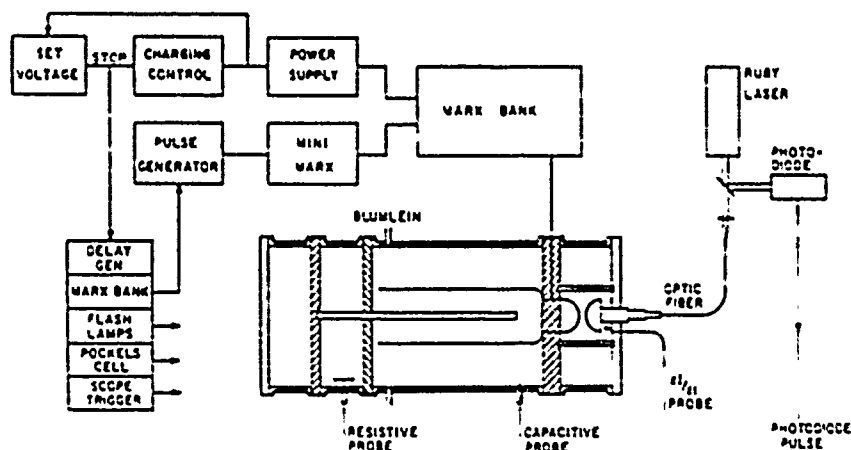 SET
VOLTAGE
STOP
CHARGING
CONTROL
POWER
SUPPLY
MARX BANK
RUBY
LASER
PULSE
GENERATOR
MINI
MARX
PHOTO-
DIODE
BLUMLEIN
DELAY
GEN
MARX BANK
FLASH
LAMPS
POCKELS
CELL
SCOPE
TRIGGER
OPTIC
FIBER
PROBE
RESISTIVE
PROBE
CAPACITIVE
PROBE
PHOTODIODE
PULSE